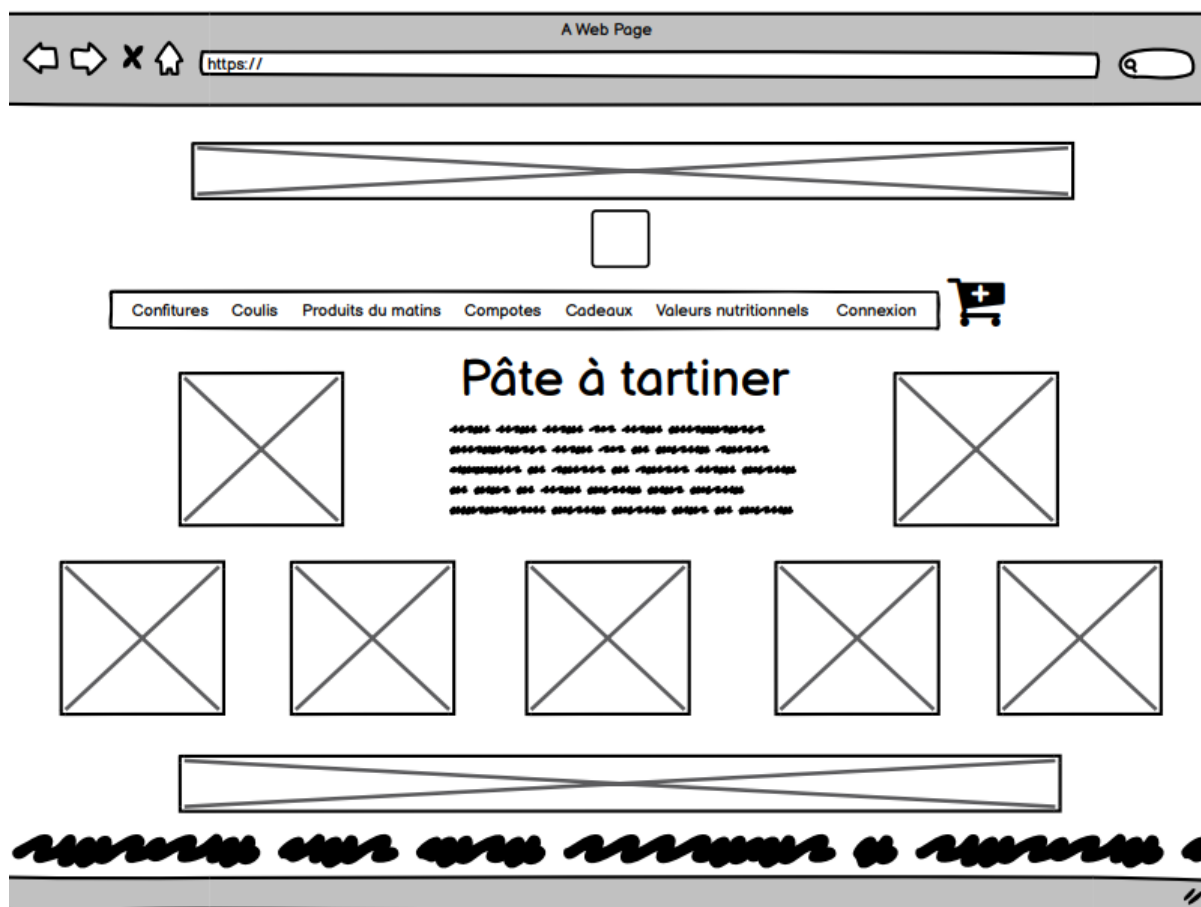 A Web Page
https://
Confitures Coulis Produits du matins Compotes Cadeaux Valeurs nutritionnels Connexion
Pâte à tartiner